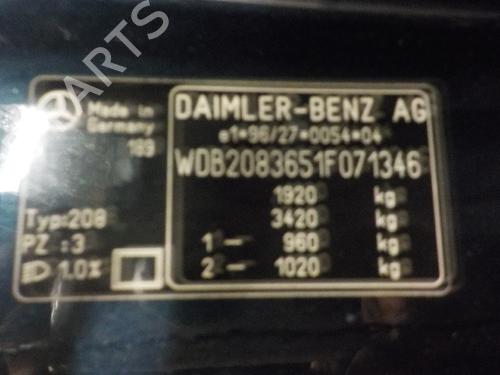 PARTS
Made in
Germany
189
Typ:208
PZ :3
1.0%
DAIMLER-BENZ AG
e1*96/27*0054*04
WDB2083651F071346
1920 kg
3420 kg
1— 960 kg
2— 1020 kg